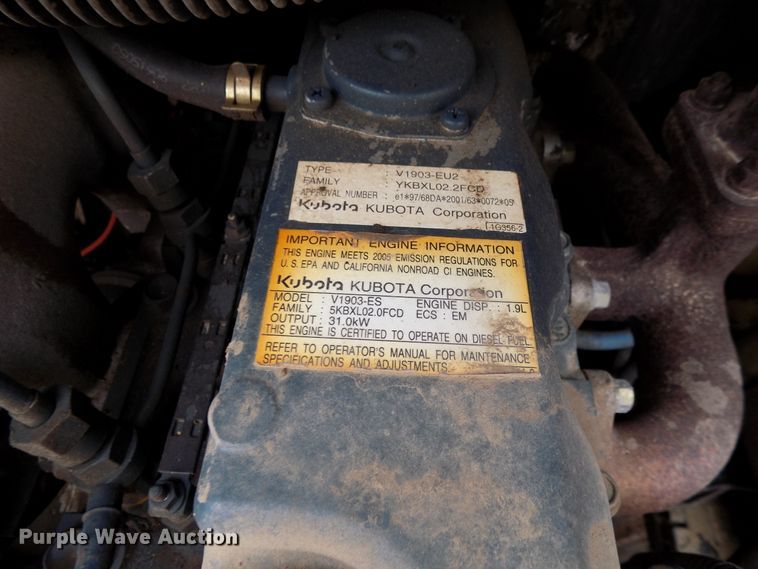 TYPE : V1903-EU2
FAMILY : YKBXL02.2FCD
APPROVAL NUMBER : e1*97/68DA*2001/63*0072*05
Kubota KUBOTA Corporation
1G956-2
IMPORTANT ENGINE INFORMATION
THIS ENGINE MEETS 2005 EMISSION REGULATIONS FOR
U.S. EPA AND CALIFORNIA NONROAD CI ENGINES.
Kubota KUBOTA Corporation
MODEL : V1903-ES ENGINE DISP. : 1.9L
FAMILY : 5KBXL02.0FCD ECS : EM
OUTPUT : 31.0kW
THIS ENGINE IS CERTIFIED TO OPERATE ON DIESEL FUEL
REFER TO OPERATOR'S MANUAL FOR MAINTENANCE
SPECIFICATIONS AND ADJUSTMENTS.
Purple Wave Auction